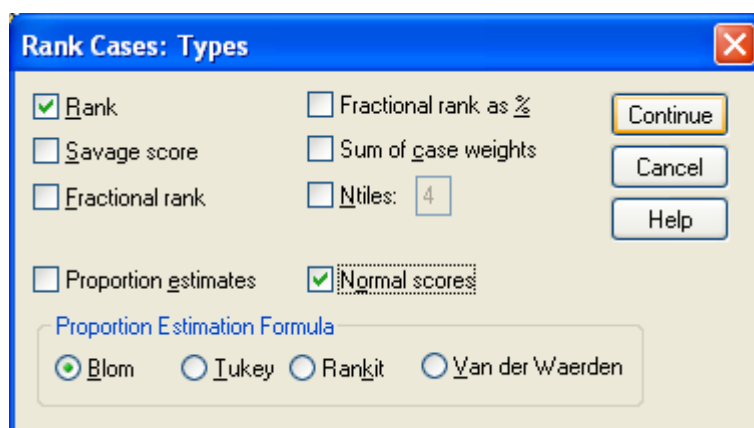 Rank Cases: Types
Rank
Fractional rank as %
Continue
Savage score
Sum of case weights
Cancel
Fractional rank
Ntiles: 4
Help
Proportion estimates
Normal scores
Proportion Estimation Formula
Blom Tukey Rankit Van der Waerden